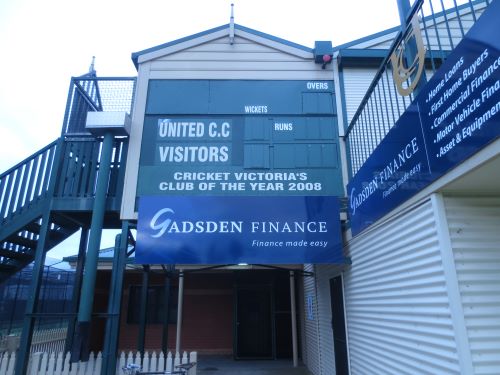 OVERS
WICKETS
UNITED C.C RUNS
VISITORS
CRICKET VICTORIA'S
CLUB OF THE YEAR 2008
GADSDEN FINANCE
Finance made easy
GADSDEN FINANCE
• Home Loans
• First Home Buyers
• Commercial Finance
• Motor Vehicle Finan
• Asset & Equipment